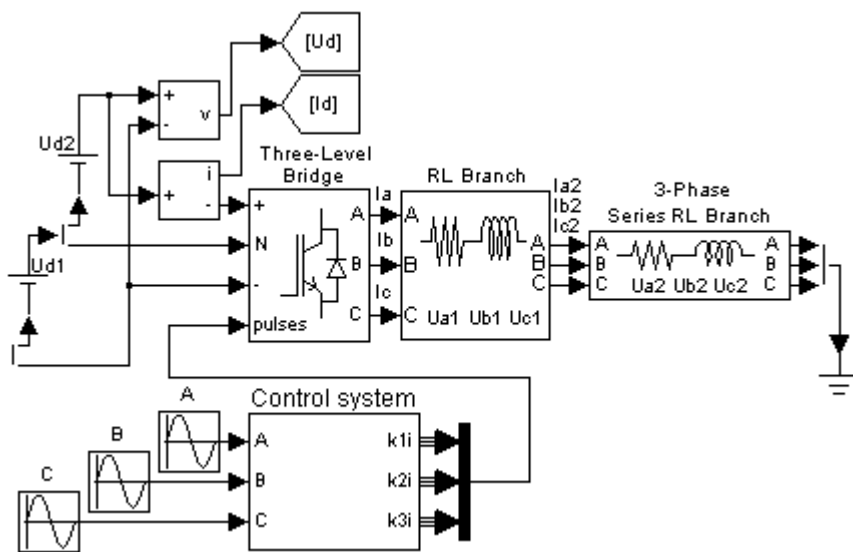 [Ud]
+
v
-
[Id]
Ud2
i
+
-
Three-Level
Bridge
+
N
-
pulses
A
B
C
Ia
Ib
Ic
RL Branch
A
B
C
A
B
C
Ua1 Ub1 Uc1
Ia2
Ib2
Ic2
3-Phase
Series RL Branch
A
B
C
A
B
C
Ua2 Ub2 Uc2
Ud1
Control system
A
B
C
A
B
C
k1i
k2i
k3i